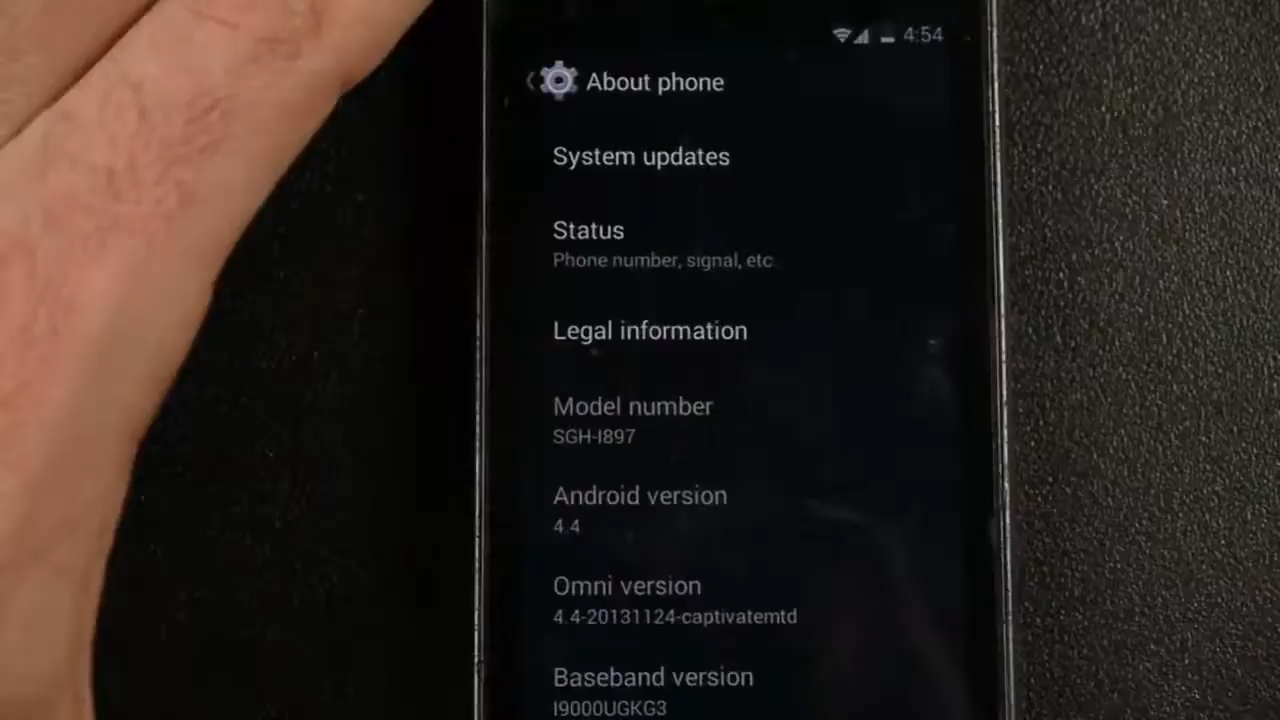 4:54
About phone
System updates
Status
Phone number, signal, etc.
Legal information
Model number
SGH-I897
Android version
4.4
Omni version
4.4-20131124-captivatemtd
Baseband version
I9000UGKG3